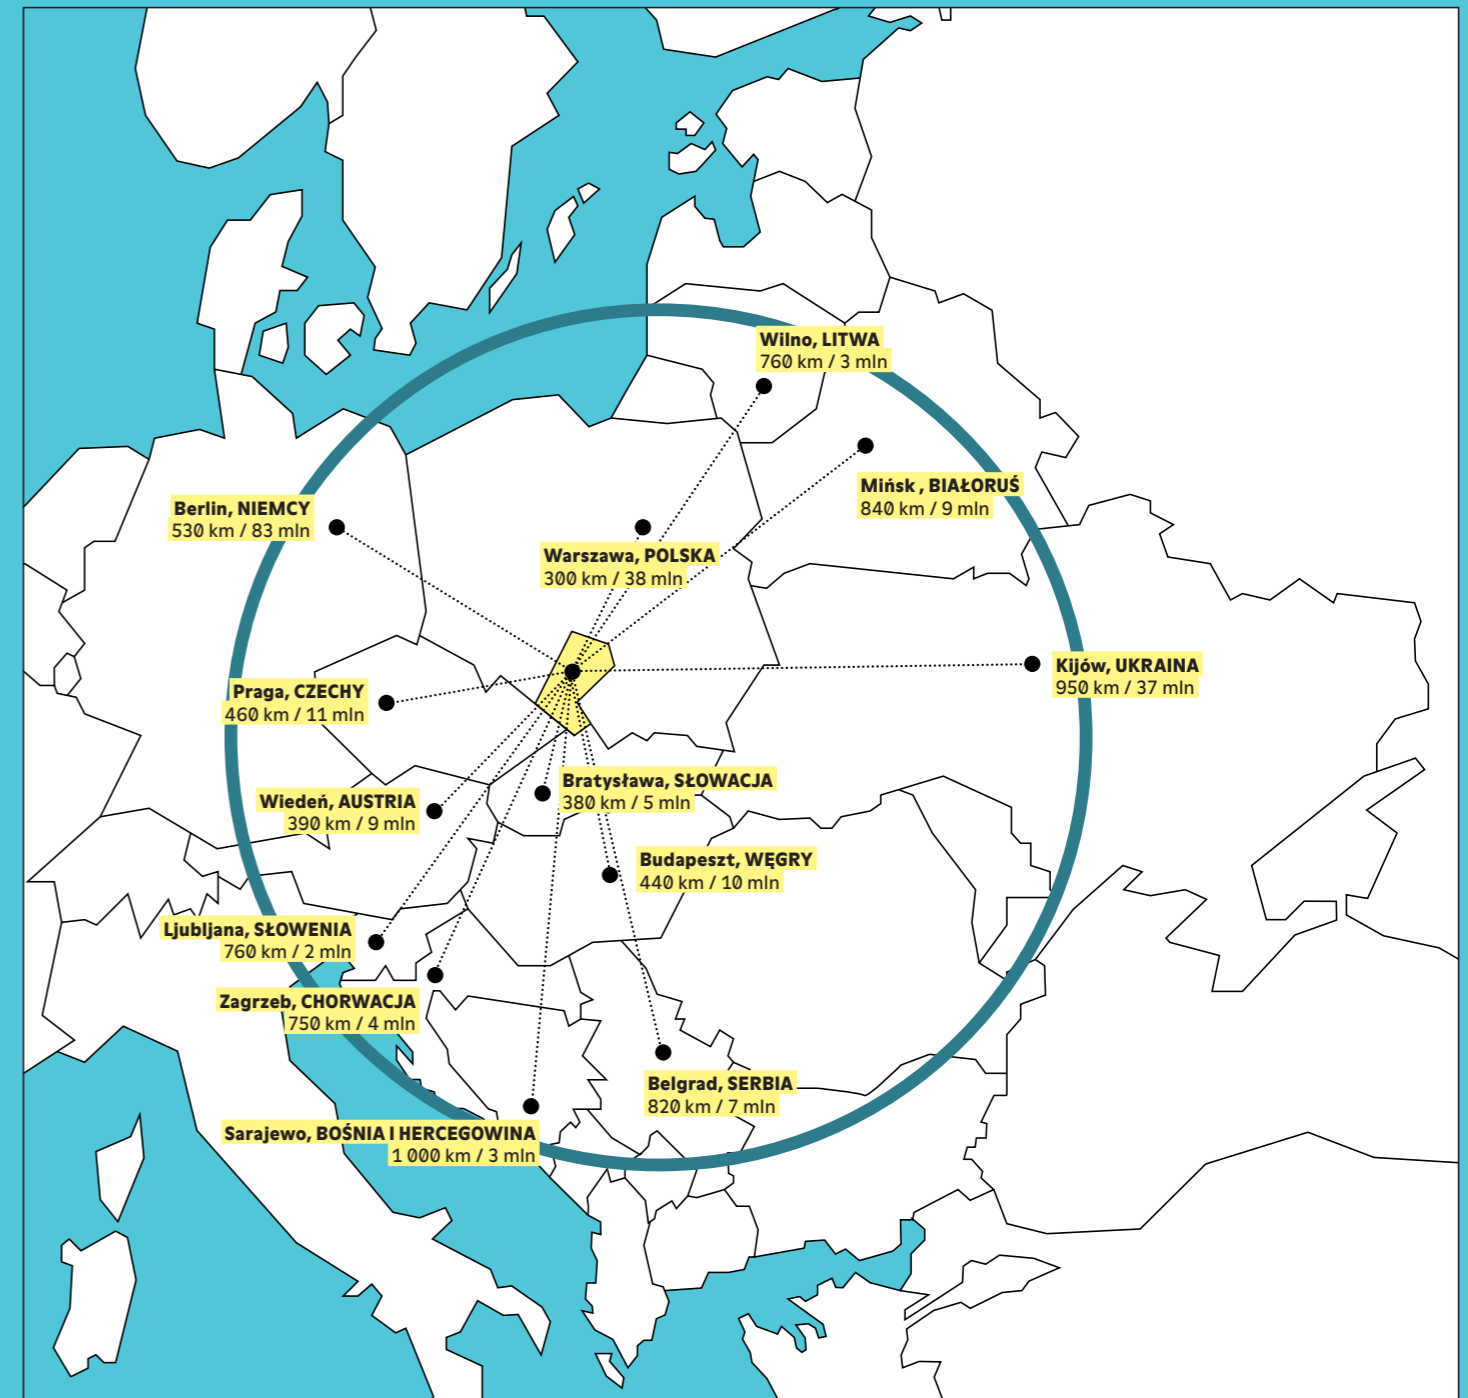 Wilno, LITWA
760 km / 3 mln
Mińsk , BIAŁORUŚ
840 km / 9 mln
Berlin, NIEMCY
530 km / 83 mln
Warszawa, POLSKA
300 km / 38 mln
Kijów, UKRAINA
950 km / 37 mln
Praga, CZECHY
460 km / 11 mln
Bratysława, SŁOWACJA
380 km / 5 mln
Wiedeń, AUSTRIA
390 km / 9 mln
Budapeszt, WĘGRY
440 km / 10 mln
Ljubljana, SŁOWENIA
760 km / 2 mln
Zagrzeb, CHORWACJA
750 km / 4 mln
Belgrad, SERBIA
820 km / 7 mln
Sarajewo, BOŚNIA I HERCEGOWINA
1 000 km / 3 mln